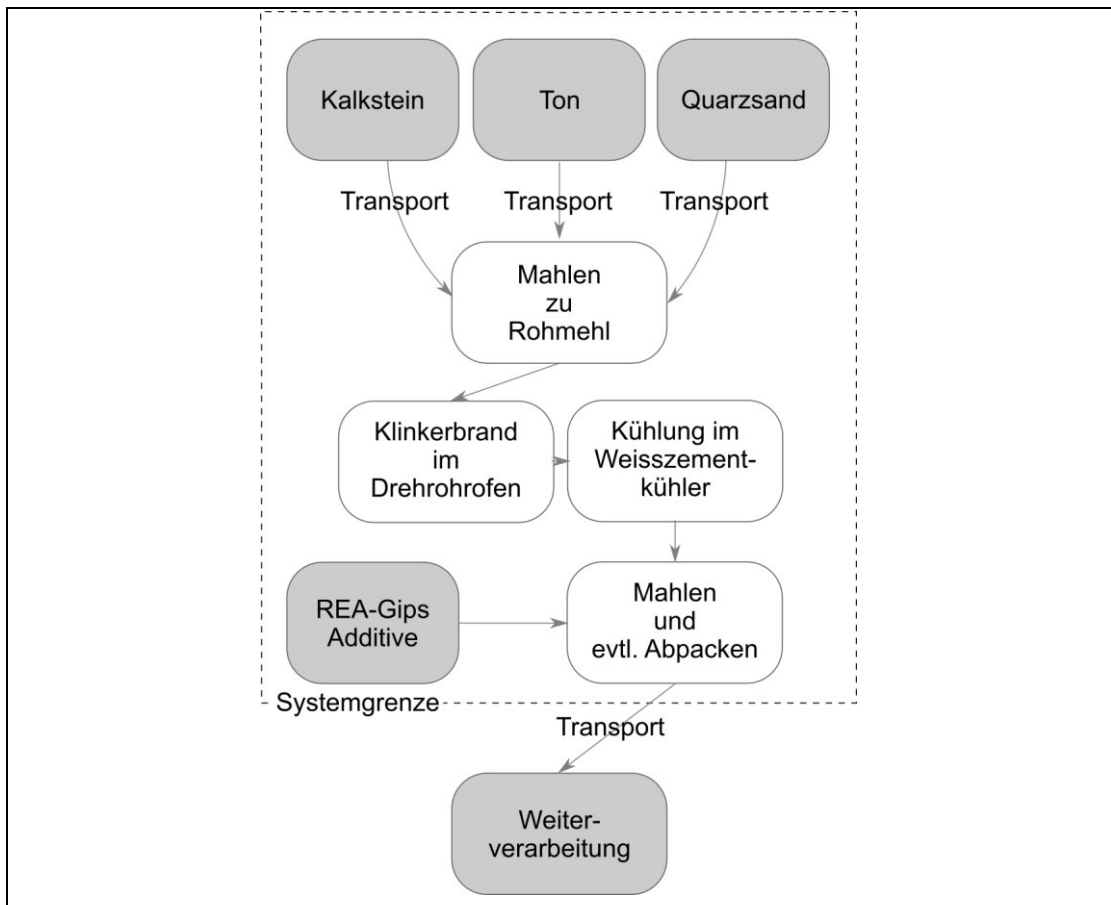 Kalkstein
Ton
Quarzsand
Transport
Transport
Transport
Mahlen
zu
Rohmehl
Klinkerbrand
im
Drehrohrofen
Kühlung im
Weisszement-
kühler
REA-Gips
Additive
Mahlen
und
evtl. Abpacken
Systemgrenze
Transport
Weiter-
verarbeitung